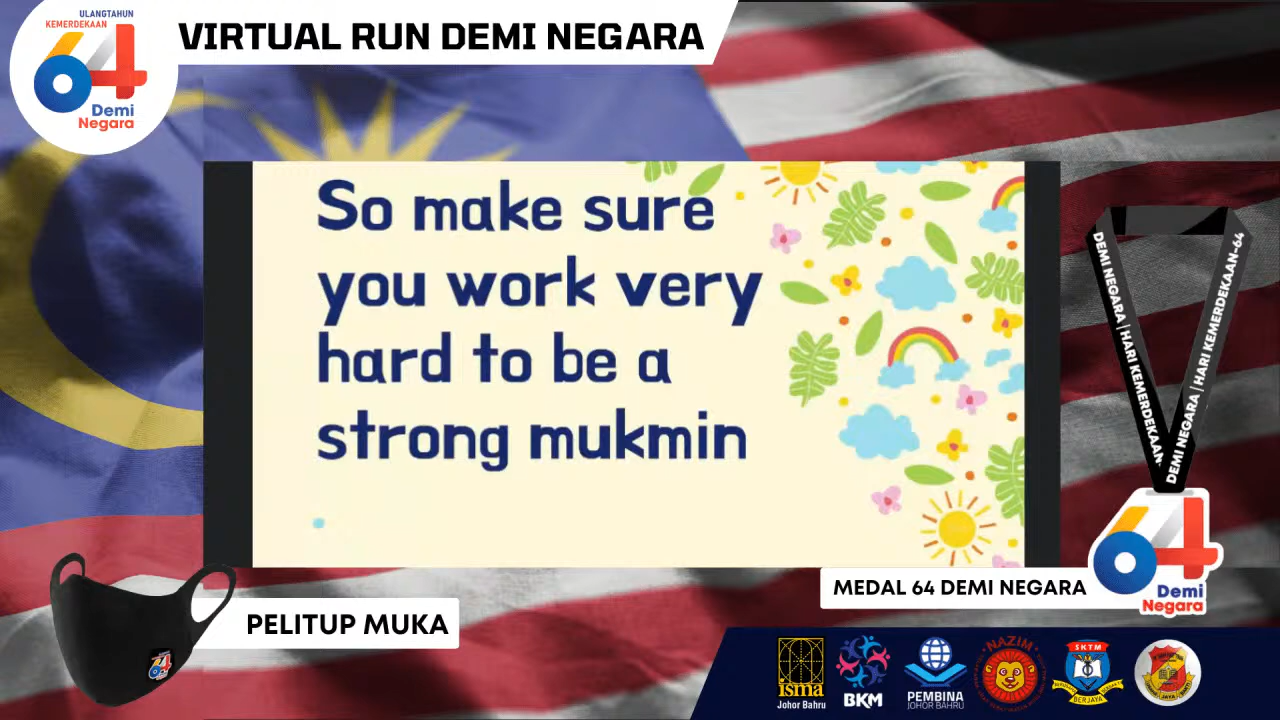 ULANGTAHUN
KEMERDEKAAN
64
Demi
Negara
VIRTUAL RUN DEMI NEGARA
So make sure
you work very
hard to be a
strong mukmin
DEMI NEGARA | HARI KEMERDEKAAN-
DEMI NEGARA | HARI KEMERDEKAAN-64
64
Demi
Negara
MEDAL 64 DEMI NEGARA
PELITUP MUKA
64
isma
Johor Bahru
BKM
PEMBINA
JOHOR BAHRU
NAZIM
SKTM
BERJAYA